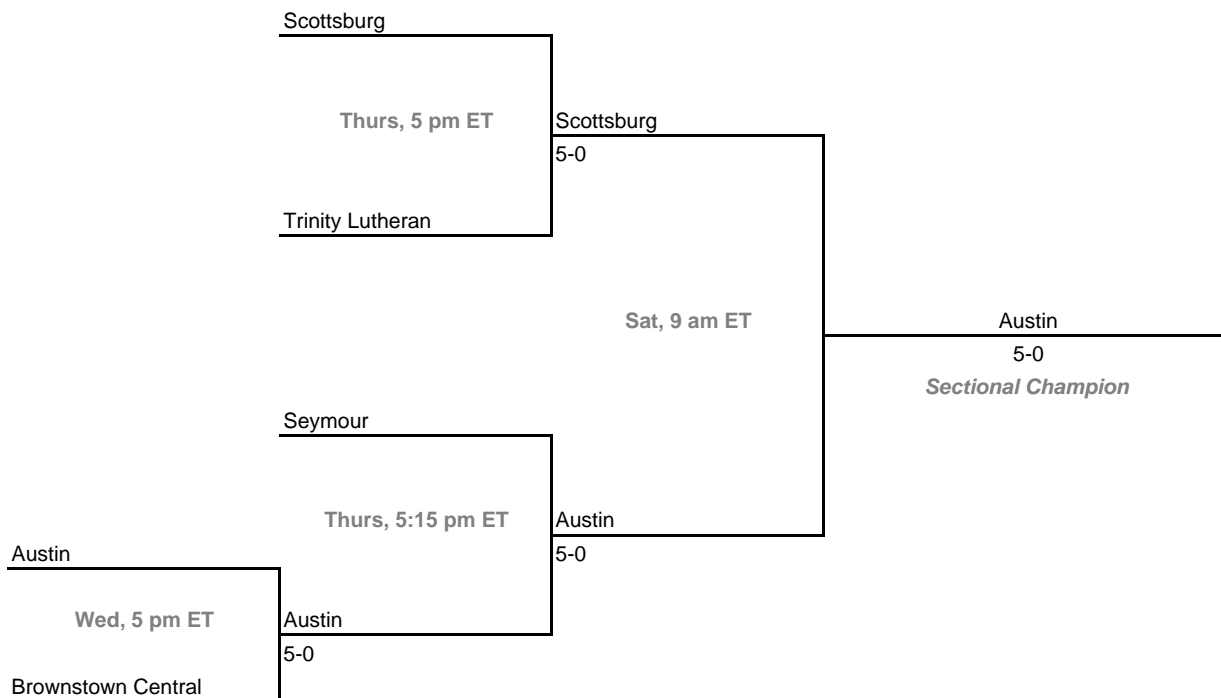 Scottsburg
Thurs, 5 pm ET
Scottsburg
5-0
Trinity Lutheran
Sat, 9 am ET
Austin
5-0
Sectional Champion
Seymour
Thurs, 5:15 pm ET
Austin
5-0
Austin
Wed, 5 pm ET
Austin
5-0
Brownstown Central